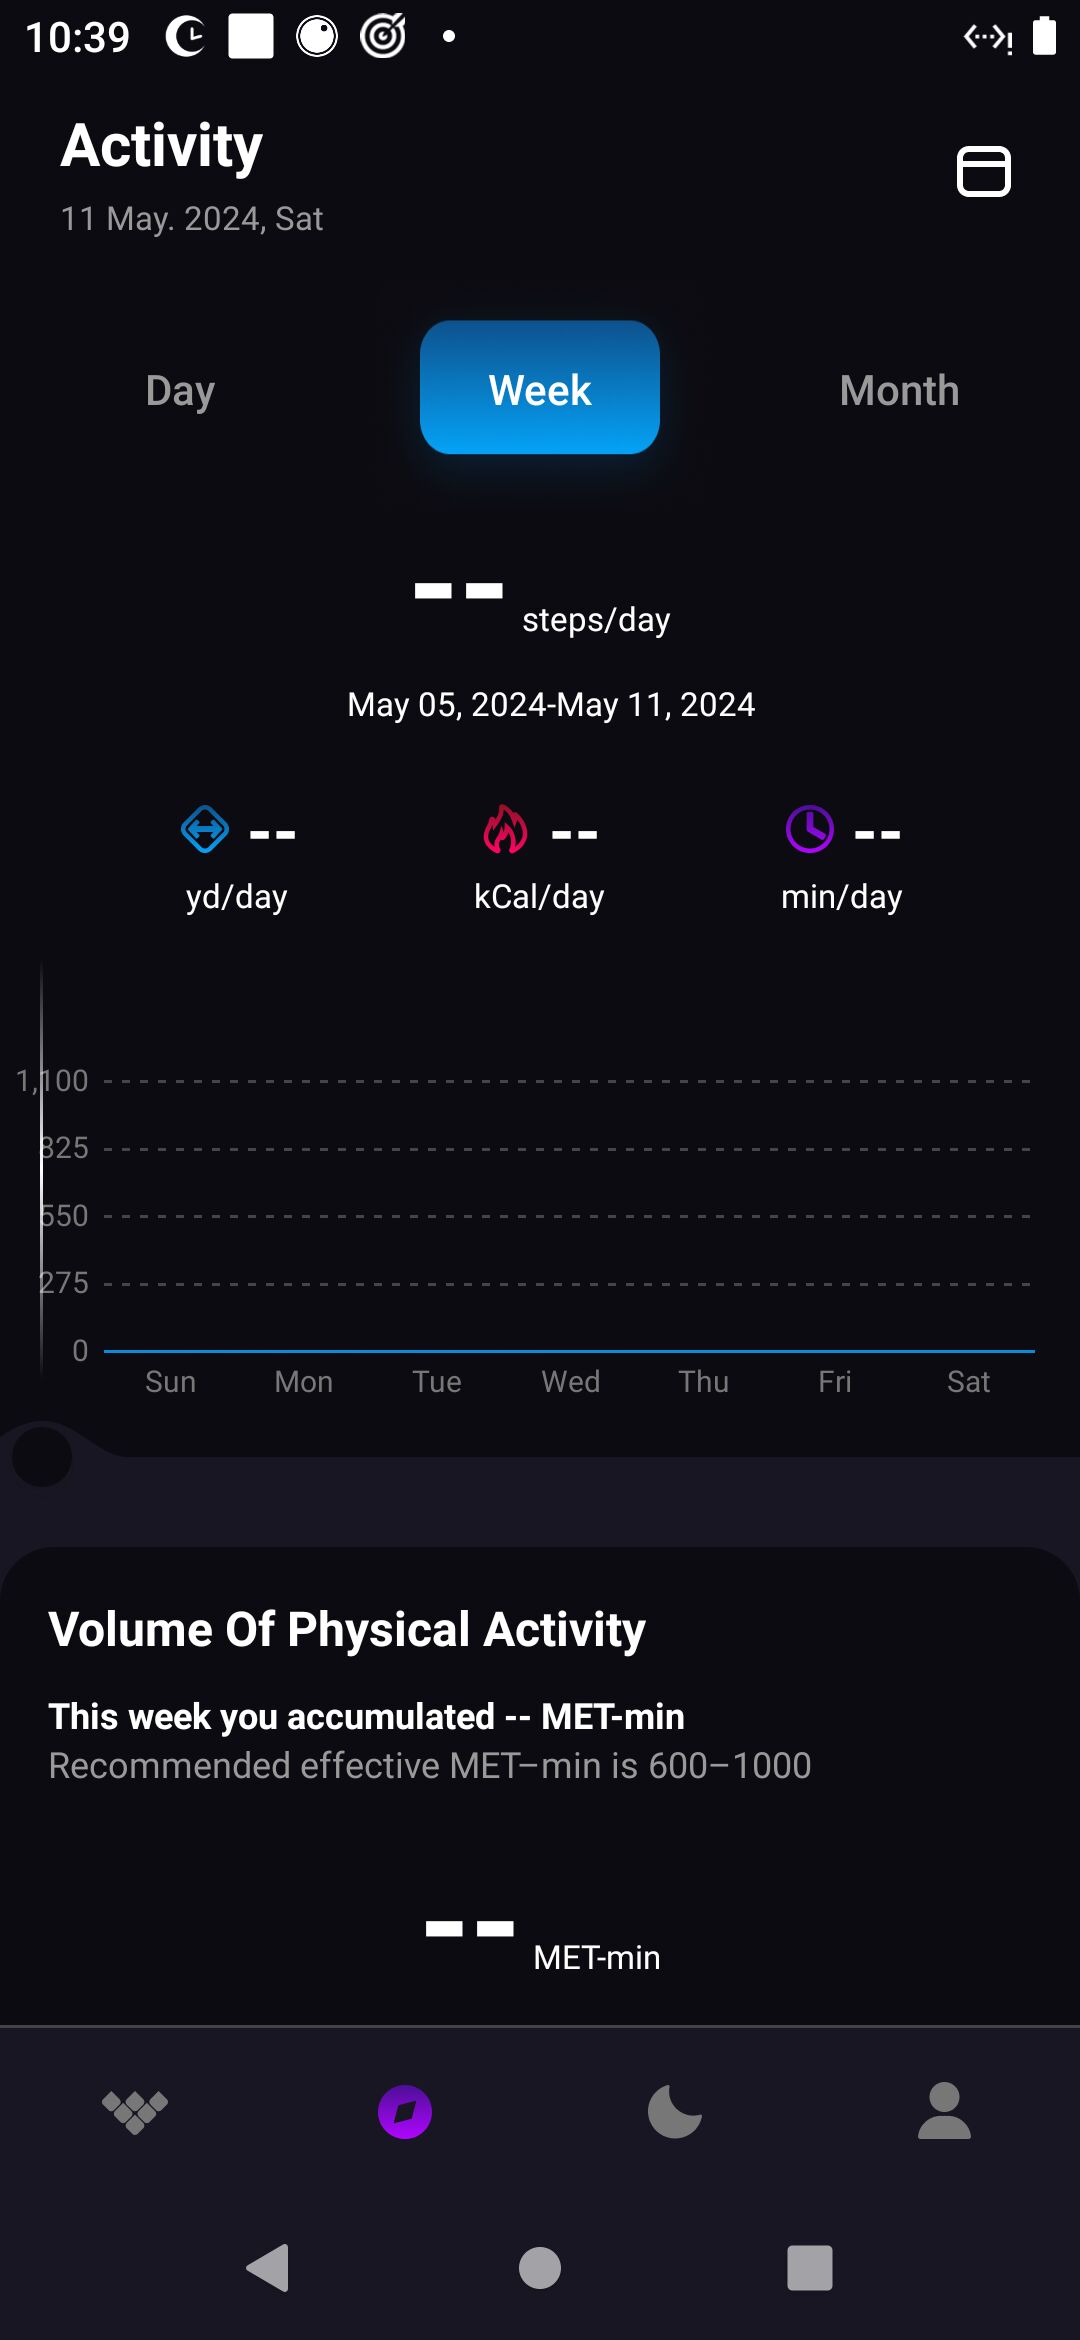 10:39
Activity
11 May. 2024, Sat
Day Week Month
-- steps/day
May 05, 2024-May 11, 2024
-- -- --
yd/day kCal/day min/day
1,100
825
550
275
0
Sun Mon Tue Wed Thu Fri Sat
Volume Of Physical Activity
This week you accumulated -- MET-min
Recommended effective MET–min is 600–1000
-- MET-min